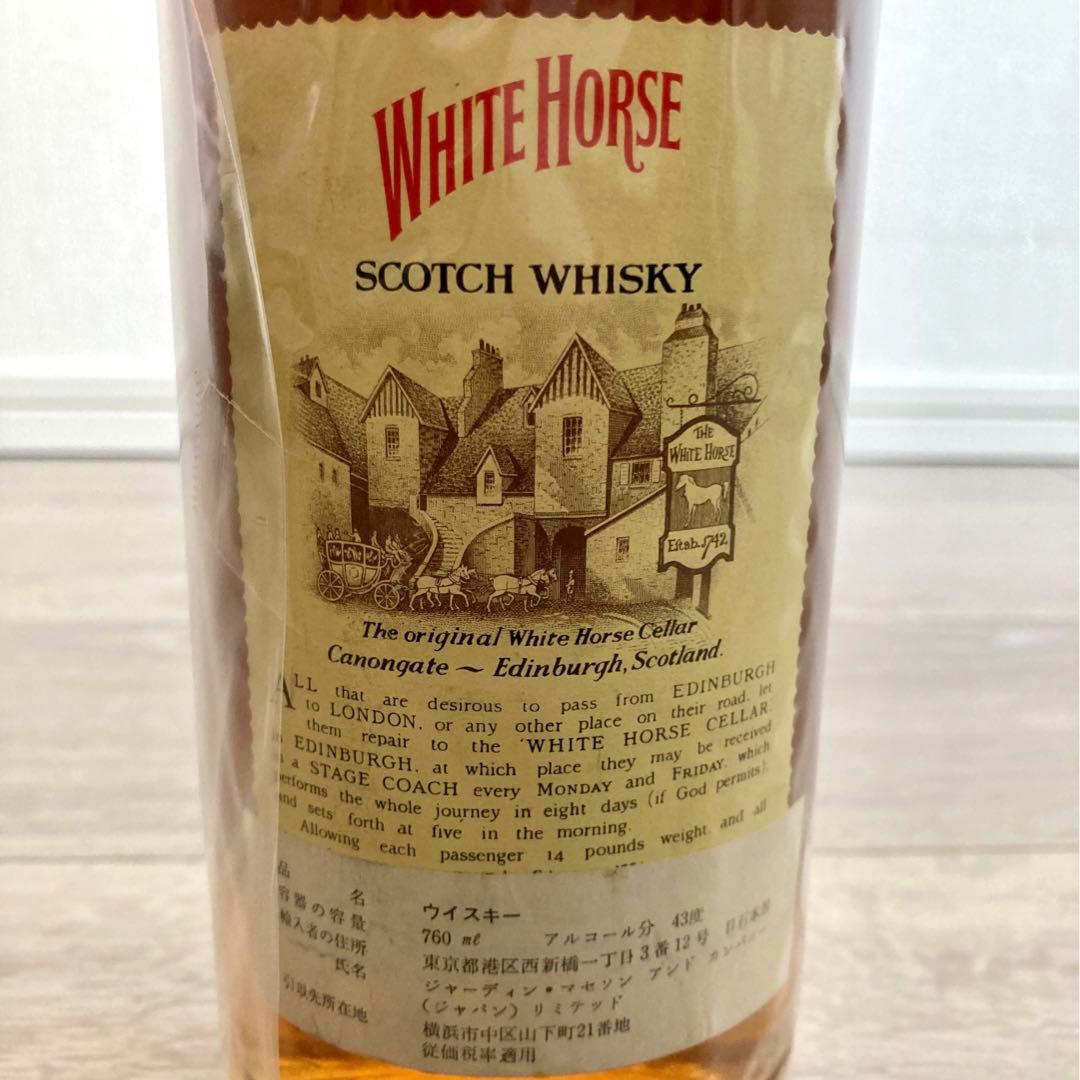 WHITE HORSE
SCOTCH WHISKY
THE
WHITE HORSE
Estab. 1742.
The original White Horse Cellar
Canongate ~ Edinburgh, Scotland.
ALL that are desirous to pass from EDINBURGH
to LONDON, or any other place on their road, let
them repair to the 'WHITE HORSE CELLAR,
EDINBURGH, at which place they may be received
a STAGE COACH every MONDAY and FRIDAY, which
performs the whole journey in eight days (if God permits),
and sets forth at five in the morning.
Allowing each passenger 14 pounds weight, and all
品名 ウイスキー
容器の容量 760 ml アルコール分 43度
輸入者の住所 東京都港区西新橋一丁目3番12号 日石本館
氏名 ジャーディン・マセソン アンド カンパニー
(ジャパン) リミテッド
引取先所在地 横浜市中区山下町21番地
従価税率適用